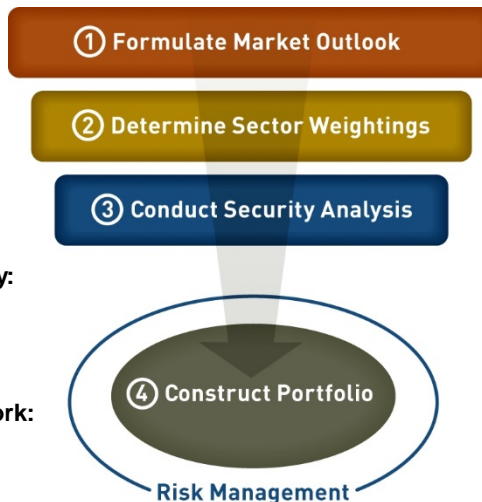 ① Formulate Market Outlook
② Determine Sector Weightings
③ Conduct Security Analysis
y:
④ Construct Portfolio
ork:
Risk Management